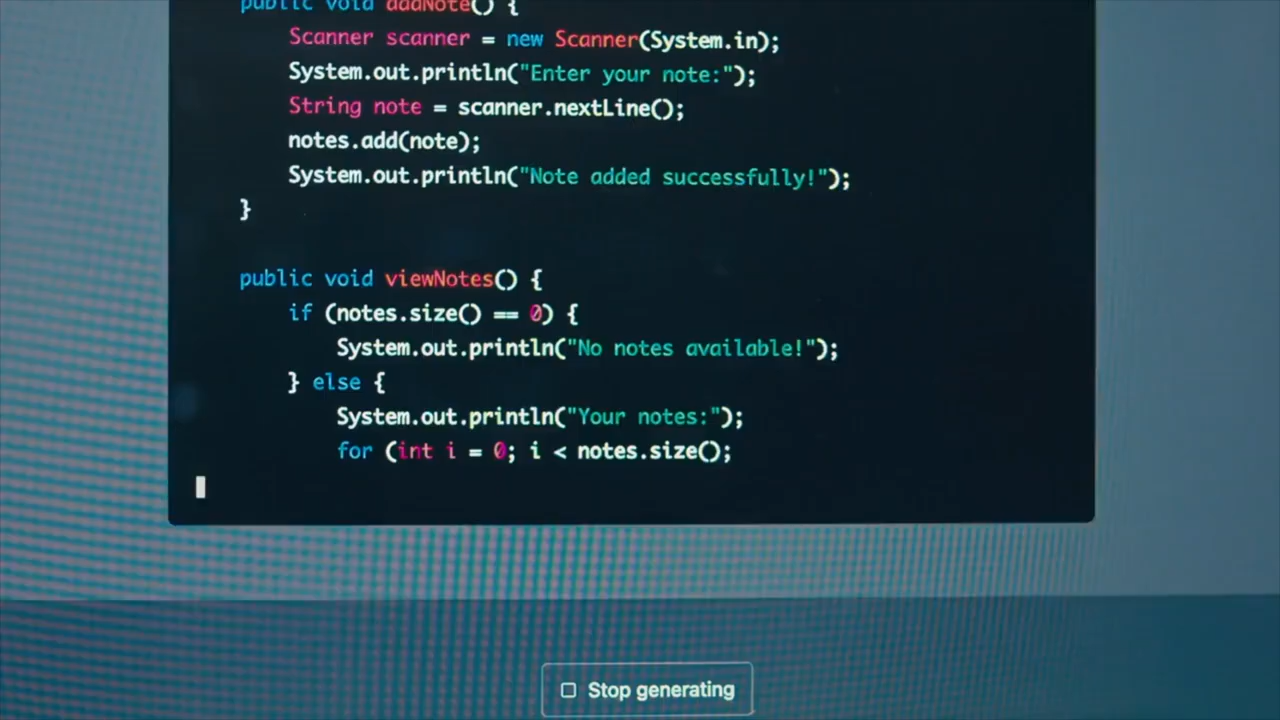 public void addNote() {
Scanner scanner = new Scanner(System.in);
System.out.println("Enter your note:");
String note = scanner.nextLine();
notes.add(note);
System.out.println("Note added successfully!");
}
public void viewNotes() {
if (notes.size() == 0) {
System.out.println("No notes available!");
} else {
System.out.println("Your notes:");
for (int i = 0; i < notes.size();
Stop generating